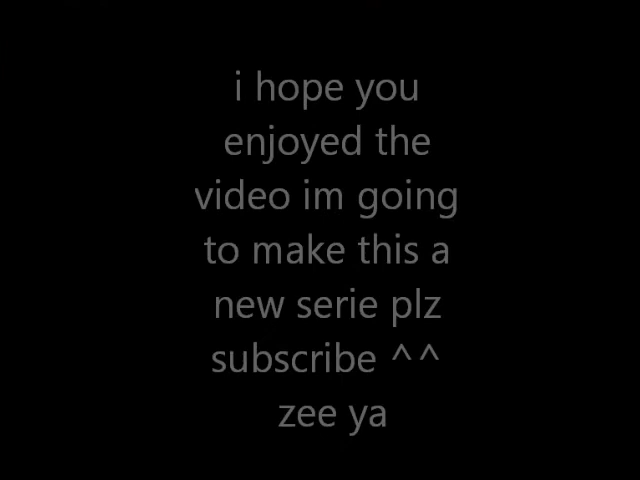 i hope you
enjoyed the
video im going
to make this a
new serie plz
subscribe ^^
zee ya